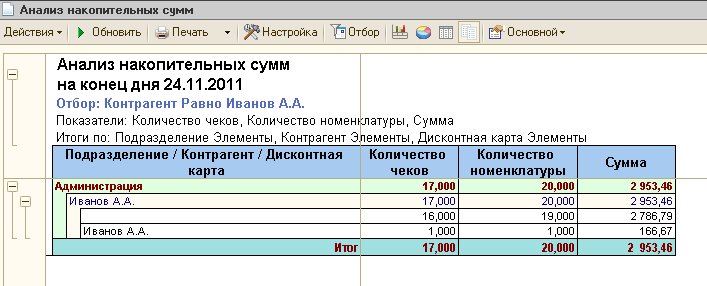 Анализ накопительных сумм
Действия Обновить Печать Настройка Отбор Основной
Анализ накопительных сумм
на конец дня 24.11.2011
Отбор: Контрагент Равно Иванов А.А.
Показатели: Количество чеков, Количество номенклатуры, Сумма
Итоги по: Подразделение Элементы, Контрагент Элементы, Дисконтная карта Элементы
Подразделение / Контрагент / Дисконтная карта Количество чеков Количество номенклатуры Сумма
Администрация 17,000 20,000 2 953,46
Иванов А.А. 17,000 20,000 2 953,46
16,000 19,000 2 786,79
Иванов А.А. 1,000 1,000 166,67
Итог 17,000 20,000 2 953,46